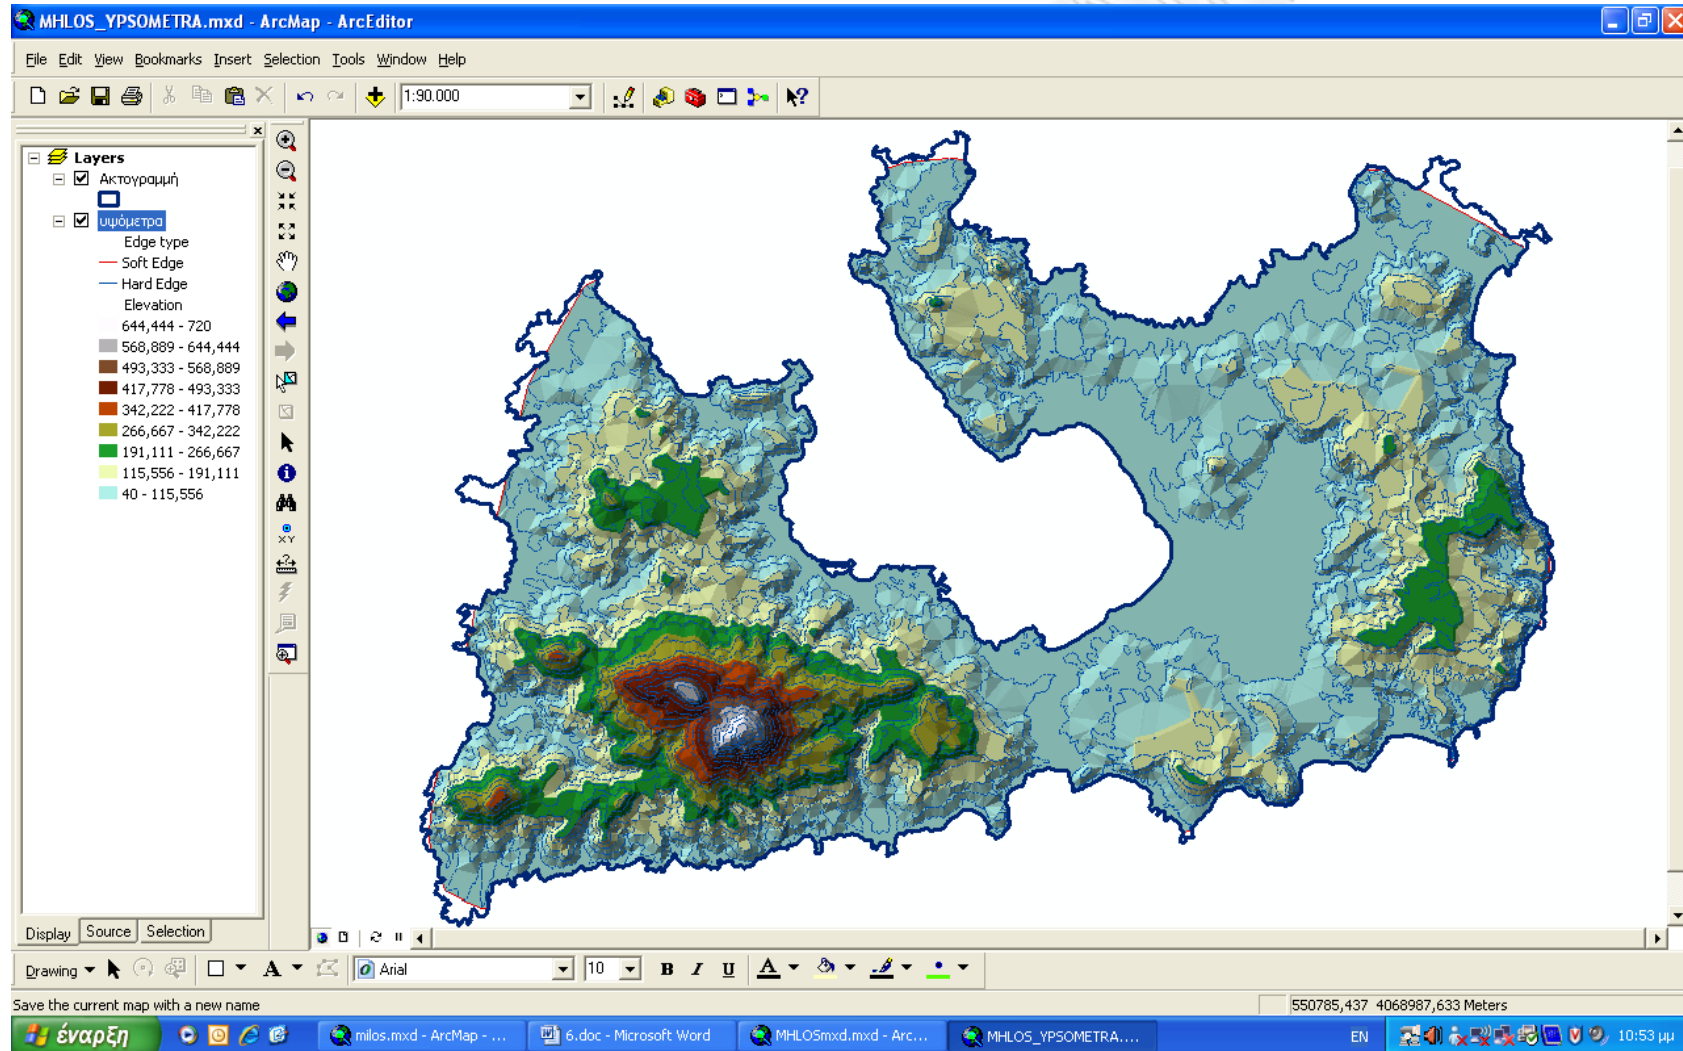 MHLOS_YPSOMETRA.mxd - ArcMap - ArcEditor
File Edit View Bookmarks Insert Selection Tools Window Help
1:90.000
Layers
Ακτογραμμή
υψόμετρα
Edge type
Soft Edge
Hard Edge
Elevation
644,444 - 720
568,889 - 644,444
493,333 - 568,889
417,778 - 493,333
342,222 - 417,778
266,667 - 342,222
191,111 - 266,667
115,556 - 191,111
40 - 115,556
XY
Display Source Selection
Drawing A Arial 10 B I U A
Save the current map with a new name
550785,437 4068987,633 Meters
έναρξη milos.mxd - ArcMap - ... 6.doc - Microsoft Word MHLOSmxd.mxd - Arc... MHLOS_YPSOMETRA.... EN 10:53 μμ